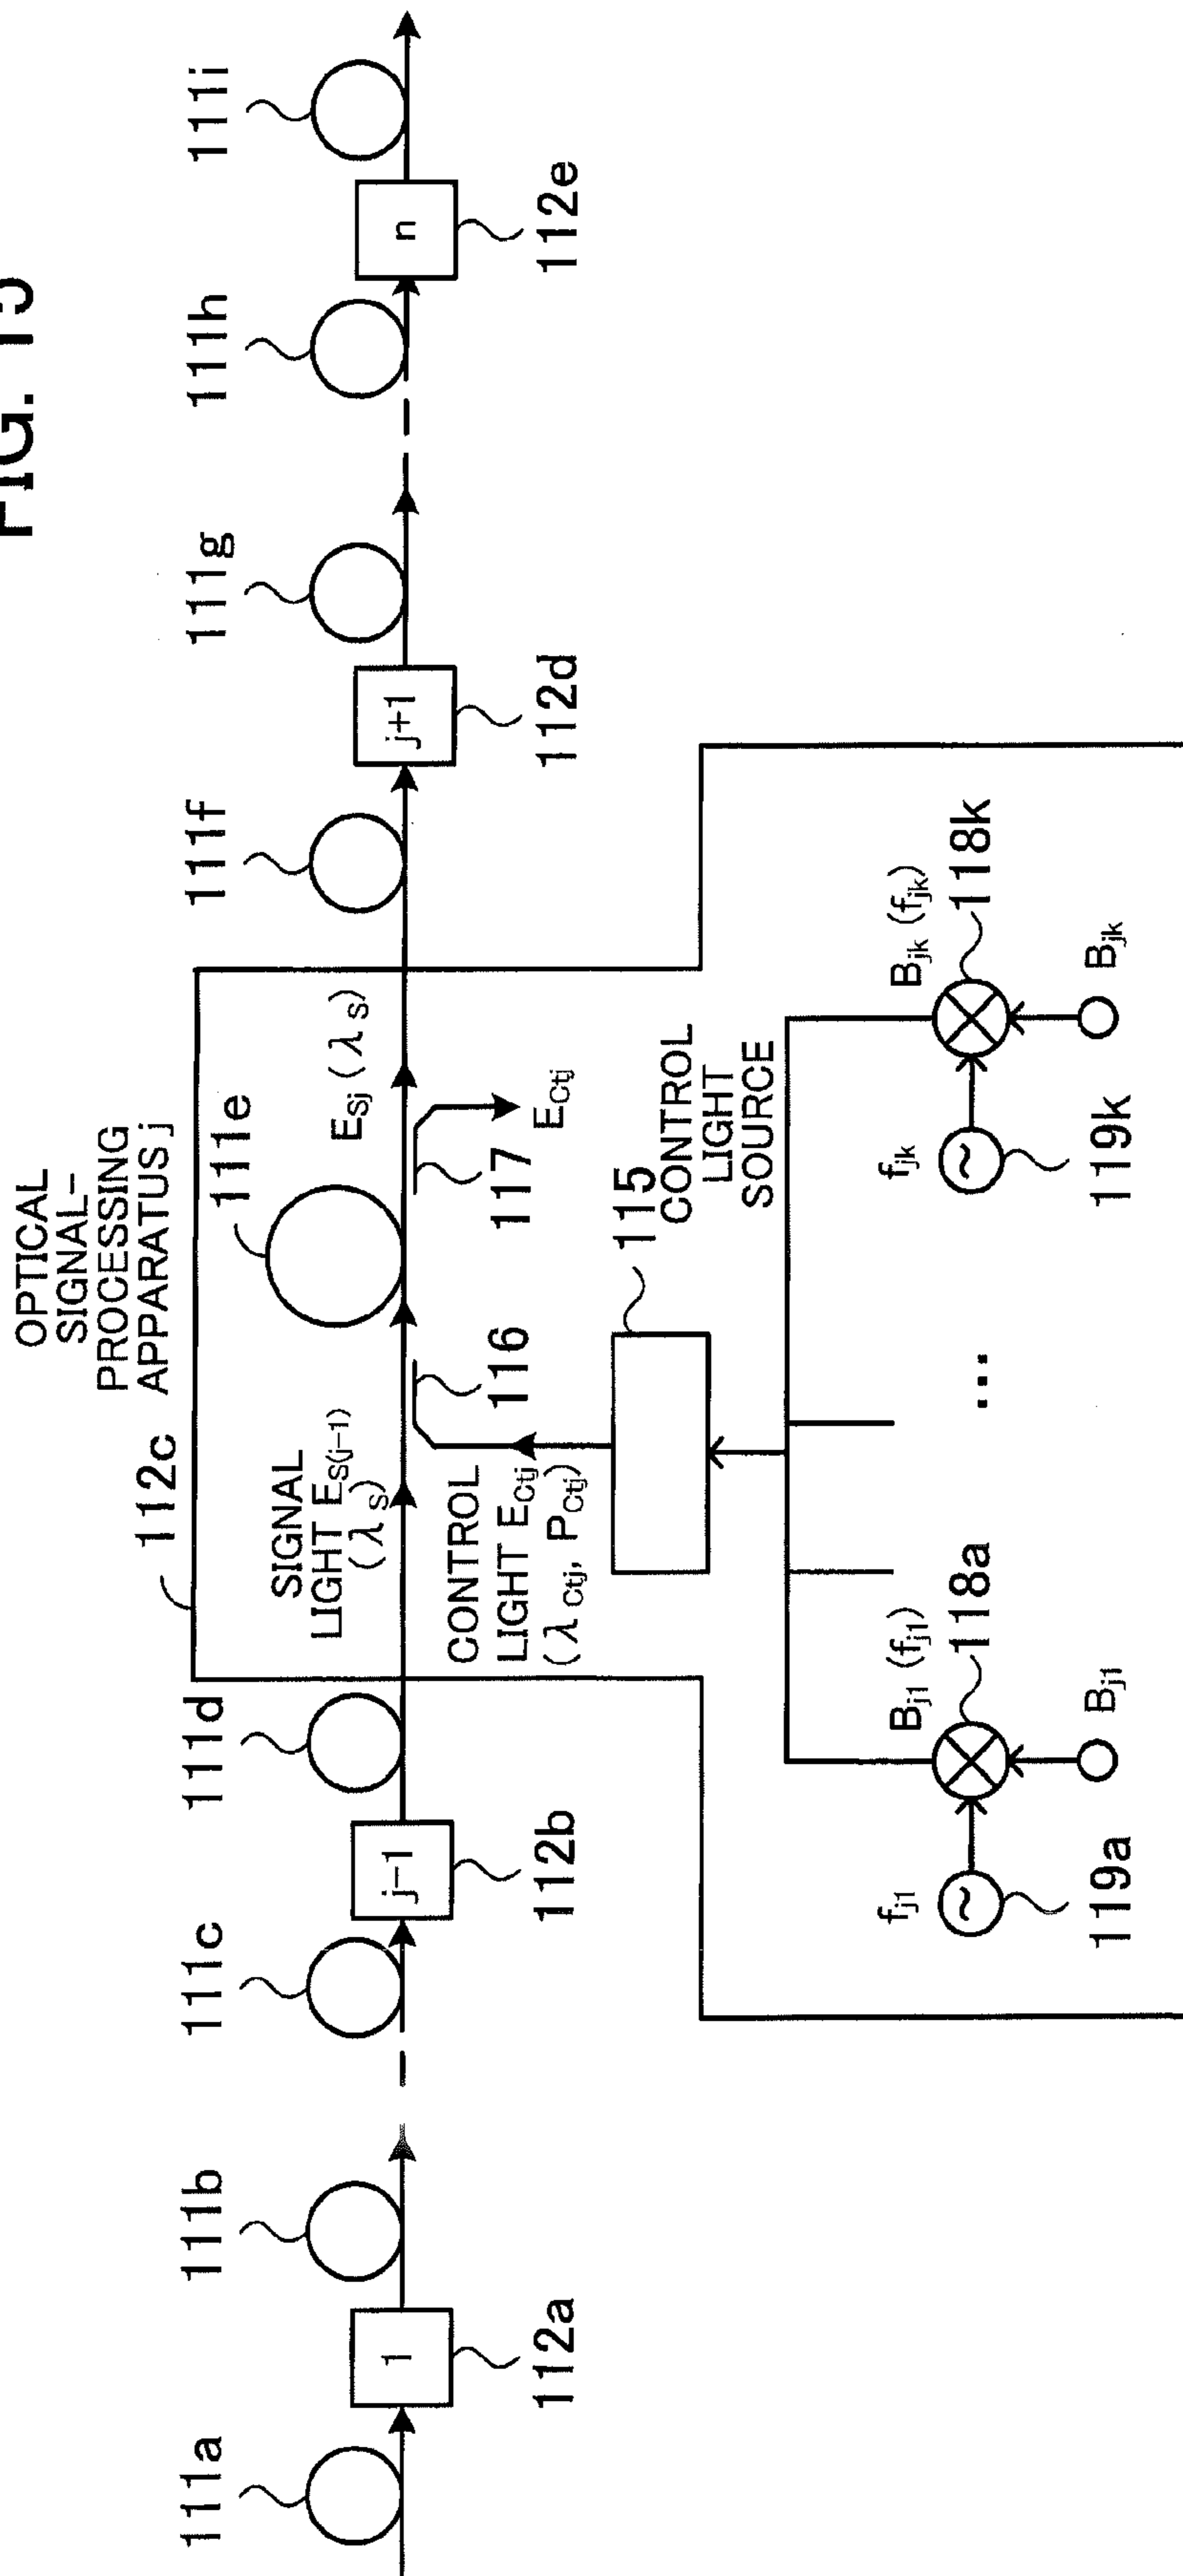 FIG. 15
OPTICAL
SIGNAL-
PROCESSING
APPARATUS j
112c
111a
111b
111c
111d
111e
111f
111g
111h
111i
1
j-1
j+1
n
112a
112b
112d
112e
SIGNAL
LIGHT E_S(j-1)
(λ_S)
E_Sj (λ_S)
116
117
E_Ctj
CONTROL
LIGHT E_Ctj
(λ_Ctj, P_Ctj)
115
CONTROL
LIGHT
SOURCE
B_j1 (f_j1)
118a
f_j1
~
119a
B_j1
...
B_jk (f_jk)
118k
f_jk
~
119k
B_jk